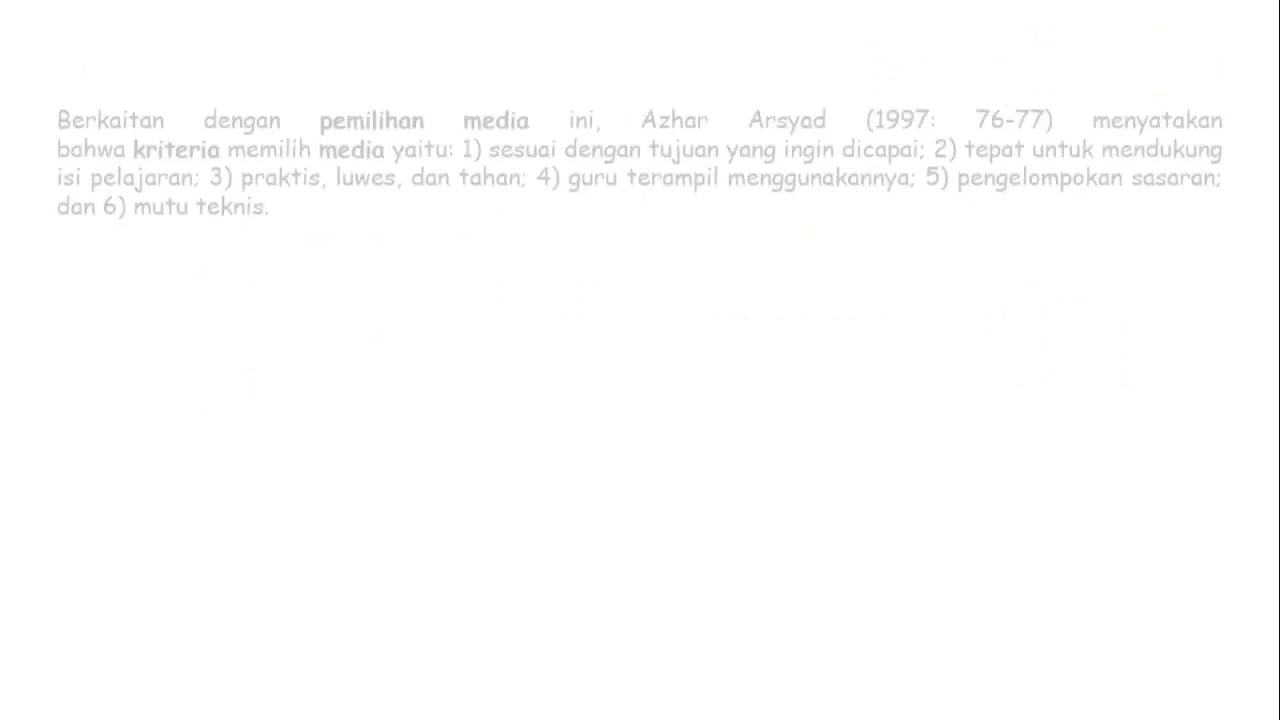 Berkaitan dengan pemilihan media ini, Azhar Arsyad (1997: 76-77) menyatakan
bahwa kriteria memilih media yaitu: 1) sesuai dengan tujuan yang ingin dicapai; 2) tepat untuk mendukung
isi pelajaran; 3) praktis, luwes, dan tahan; 4) guru terampil menggunakannya; 5) pengelompokan sasaran;
dan 6) mutu teknis.